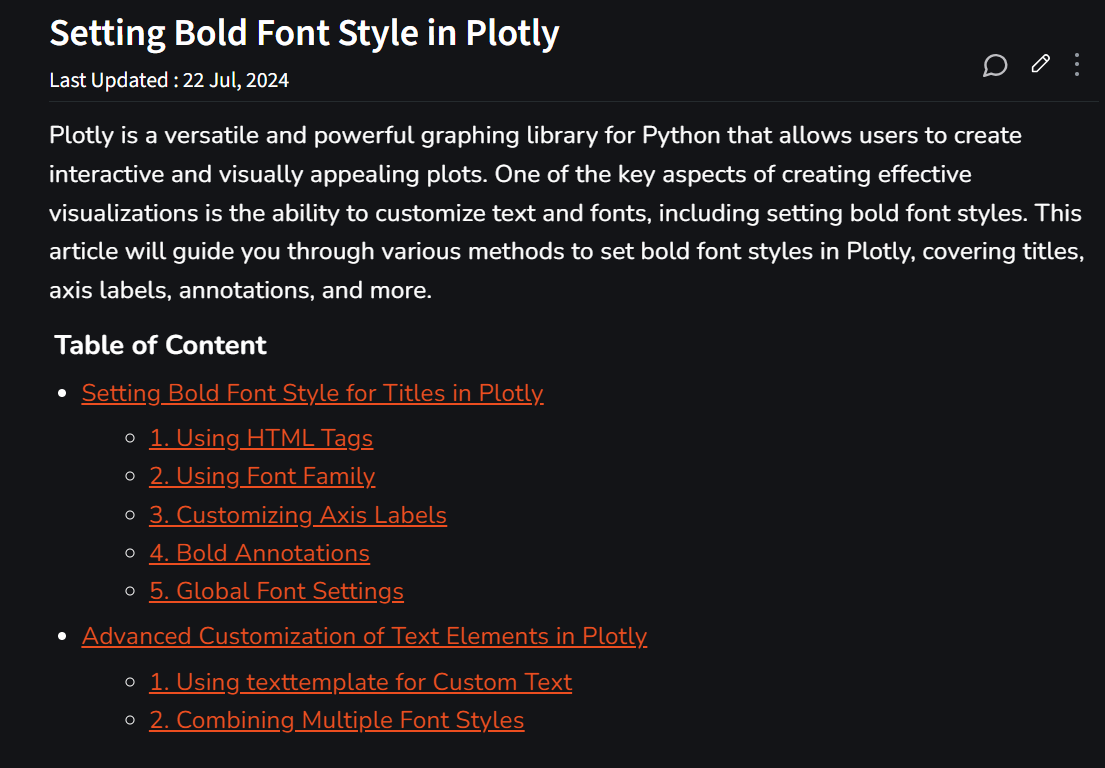 Setting Bold Font Style in Plotly
Last Updated : 22 Jul, 2024
Plotly is a versatile and powerful graphing library for Python that allows users to create
interactive and visually appealing plots. One of the key aspects of creating effective
visualizations is the ability to customize text and fonts, including setting bold font styles. This
article will guide you through various methods to set bold font styles in Plotly, covering titles,
axis labels, annotations, and more.
Table of Content
Setting Bold Font Style for Titles in Plotly
1. Using HTML Tags
2. Using Font Family
3. Customizing Axis Labels
4. Bold Annotations
5. Global Font Settings
Advanced Customization of Text Elements in Plotly
1. Using texttemplate for Custom Text
2. Combining Multiple Font Styles